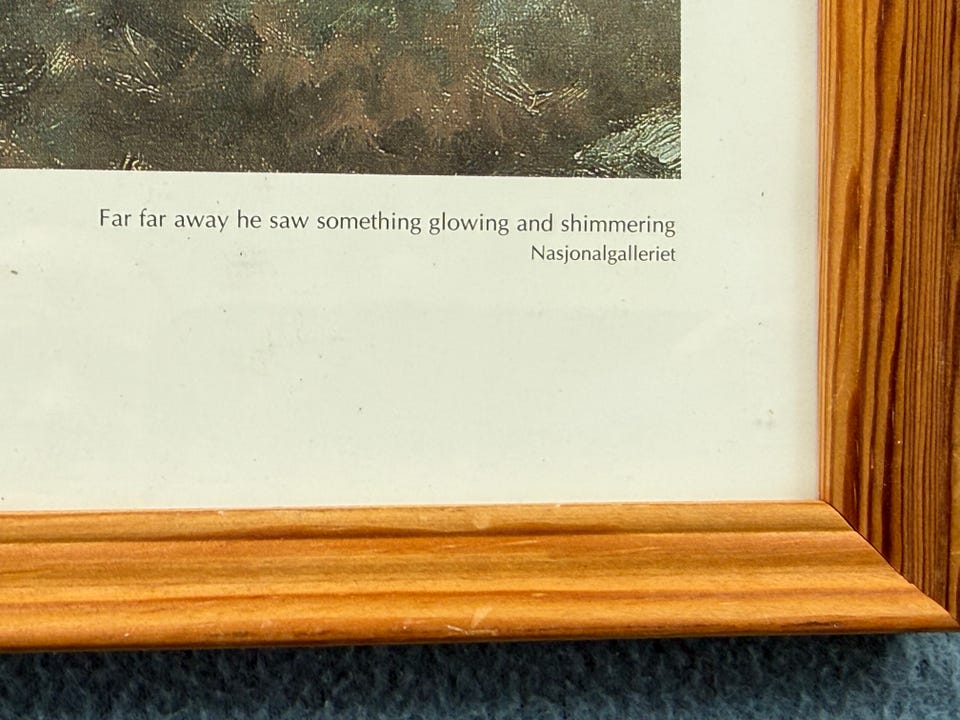 Far far away he saw something glowing and shimmering
Nasjonalgalleriet